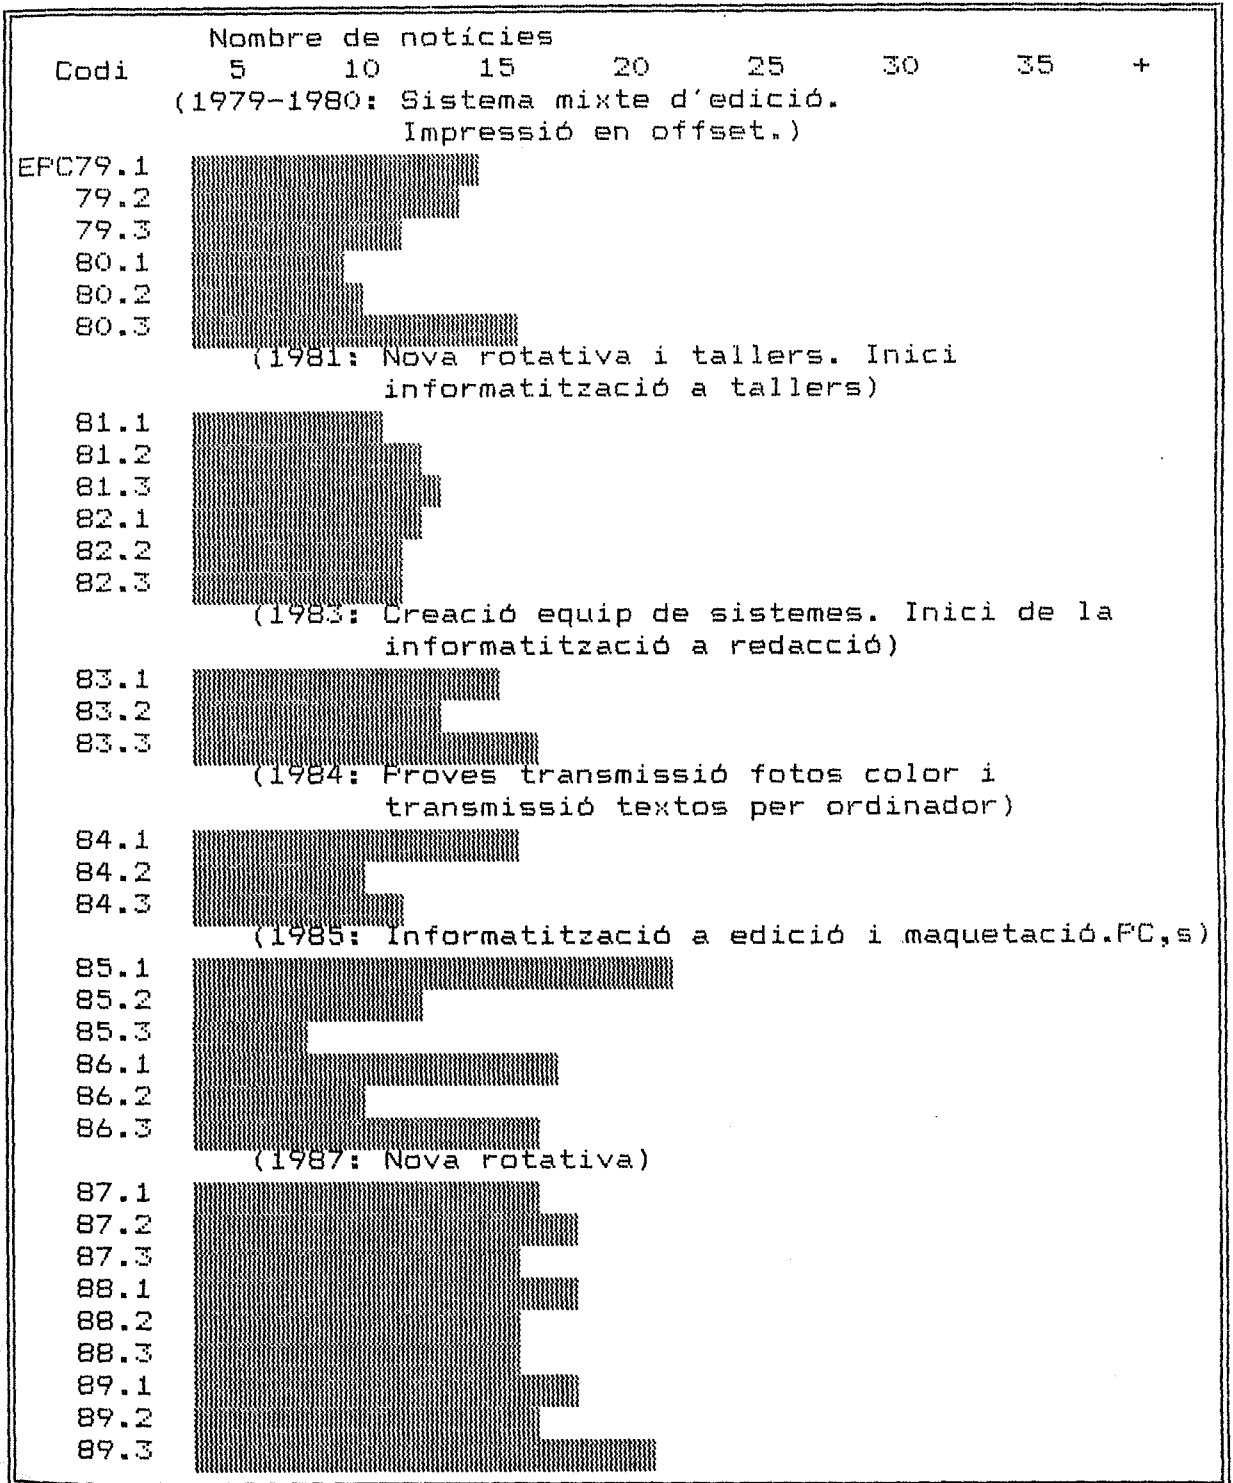 Nombre de notícies
Codi 5 10 15 20 25 30 35 +
(1979-1980: Sistema mixte d'edició.
Impressió en offset.)
EPC79.1
79.2
79.3
80.1
80.2
80.3
(1981: Nova rotativa i tallers. Inici
informatització a tallers)
81.1
81.2
81.3
82.1
82.2
82.3
(1983: Creació equip de sistemes. Inici de la
informatització a redacció)
83.1
83.2
83.3
(1984: Proves transmissió fotos color i
transmissió textos per ordinador)
84.1
84.2
84.3
(1985: Informatització a edició i maquetació.PC,s)
85.1
85.2
85.3
86.1
86.2
86.3
(1987: Nova rotativa)
87.1
87.2
87.3
88.1
88.2
88.3
89.1
89.2
89.3